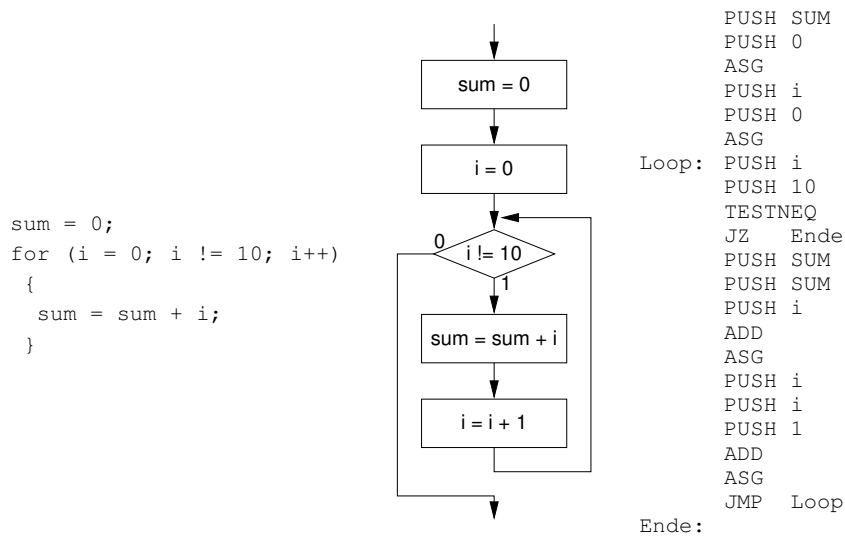 sum = 0;
for (i = 0; i != 10; i++)
{
sum = sum + i;
}
sum = 0
i = 0
0
i != 10
1
sum = sum + i
i = i + 1
PUSH SUM
PUSH 0
ASG
PUSH i
PUSH 0
ASG
Loop: PUSH i
PUSH 10
TESTNEQ
JZ Ende
PUSH SUM
PUSH SUM
PUSH i
ADD
ASG
PUSH i
PUSH i
PUSH 1
ADD
ASG
JMP Loop
Ende: